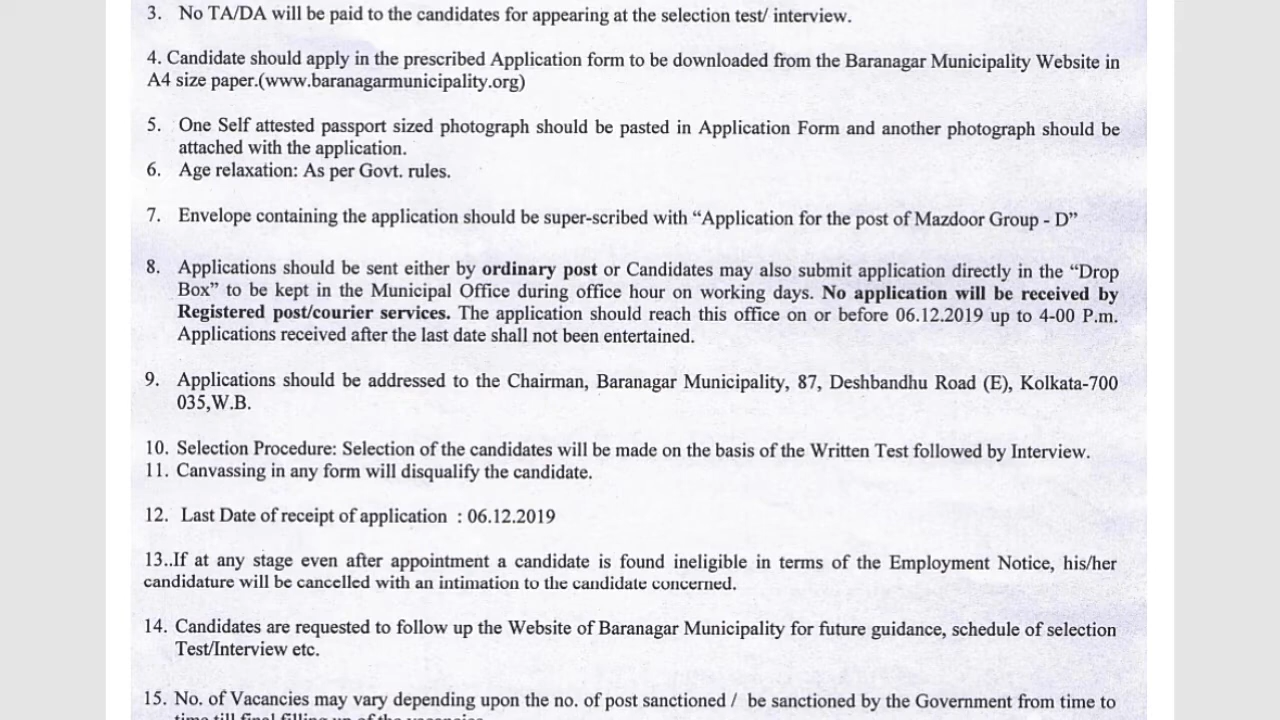 3. No TA/DA will be paid to the candidates for appearing at the selection test/ interview.
4. Candidate should apply in the prescribed Application form to be downloaded from the Baranagar Municipality Website in
A4 size paper.(www.baranagarmunicipality.org)
5. One Self attested passport sized photograph should be pasted in Application Form and another photograph should be
attached with the application.
6. Age relaxation: As per Govt. rules.
7. Envelope containing the application should be super-scribed with “Application for the post of Mazdoor Group - D”
8. Applications should be sent either by ordinary post or Candidates may also submit application directly in the “Drop
Box” to be kept in the Municipal Office during office hour on working days. No application will be received by
Registered post/courier services. The application should reach this office on or before 06.12.2019 up to 4-00 P.m.
Applications received after the last date shall not been entertained.
9. Applications should be addressed to the Chairman, Baranagar Municipality, 87, Deshbandhu Road (E), Kolkata-700
035,W.B.
10. Selection Procedure: Selection of the candidates will be made on the basis of the Written Test followed by Interview.
11. Canvassing in any form will disqualify the candidate.
12. Last Date of receipt of application : 06.12.2019
13..If at any stage even after appointment a candidate is found ineligible in terms of the Employment Notice, his/her
candidature will be cancelled with an intimation to the candidate concerned.
14. Candidates are requested to follow up the Website of Baranagar Municipality for future guidance, schedule of selection
Test/Interview etc.
15. No. of Vacancies may vary depending upon the no. of post sanctioned / be sanctioned by the Government from time to
time till final filling up of the vacancies